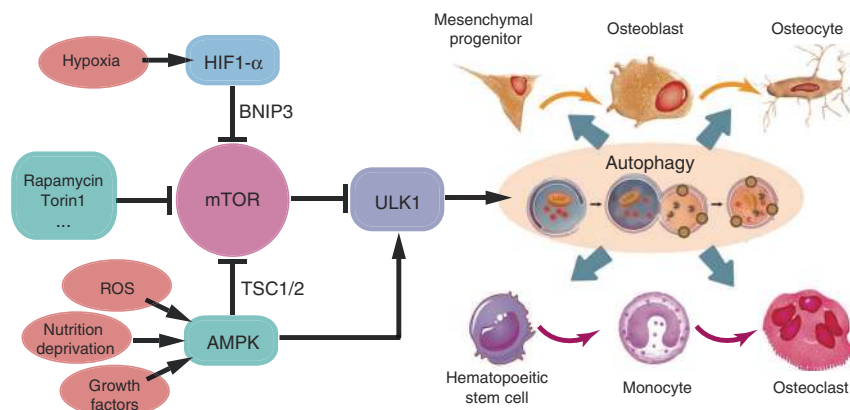 Hypoxia
HIF1-α
BNIP3
Rapamycin
Torin1
...
mTOR
ULK1
TSC1/2
ROS
Nutrition
deprivation
Growth
factors
AMPK
Mesenchymal
progenitor
Osteoblast
Osteocyte
Autophagy
Hematopoeitic
stem cell
Monocyte
Osteoclast